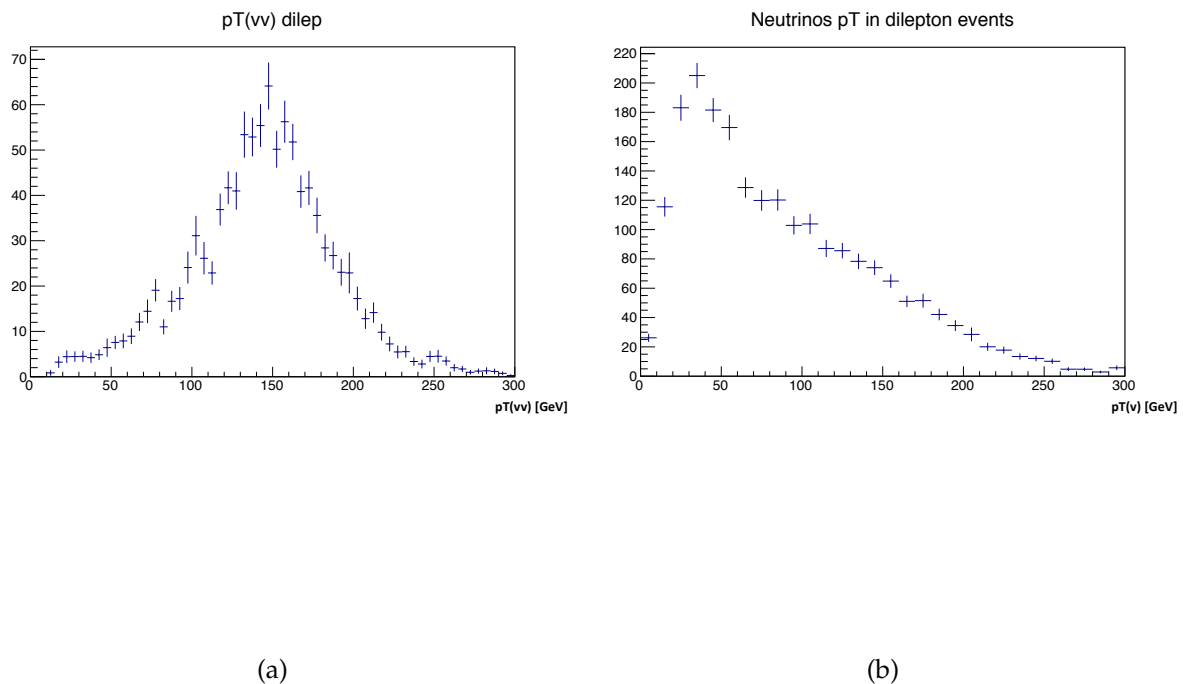 pT(vv) dilep
70
60
50
40
30
20
10
0
0 50 100 150 200 250 300
pT(vv) [GeV]
(a)
Neutrinos pT in dilepton events
220
200
180
160
140
120
100
80
60
40
20
0
0 50 100 150 200 250 300
pT(v) [GeV]
(b)